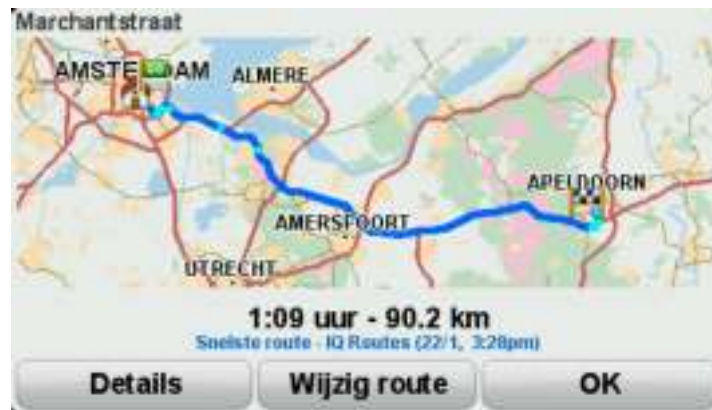 Marchantstraat
AMSTE DAM
ALMERE
APELDOORN
AMERSFOORT
UTRECHT
1:09 uur - 90.2 km
Snelste route - IQ Routes (22/1, 3:28pm)
Details
Wijzig route
OK